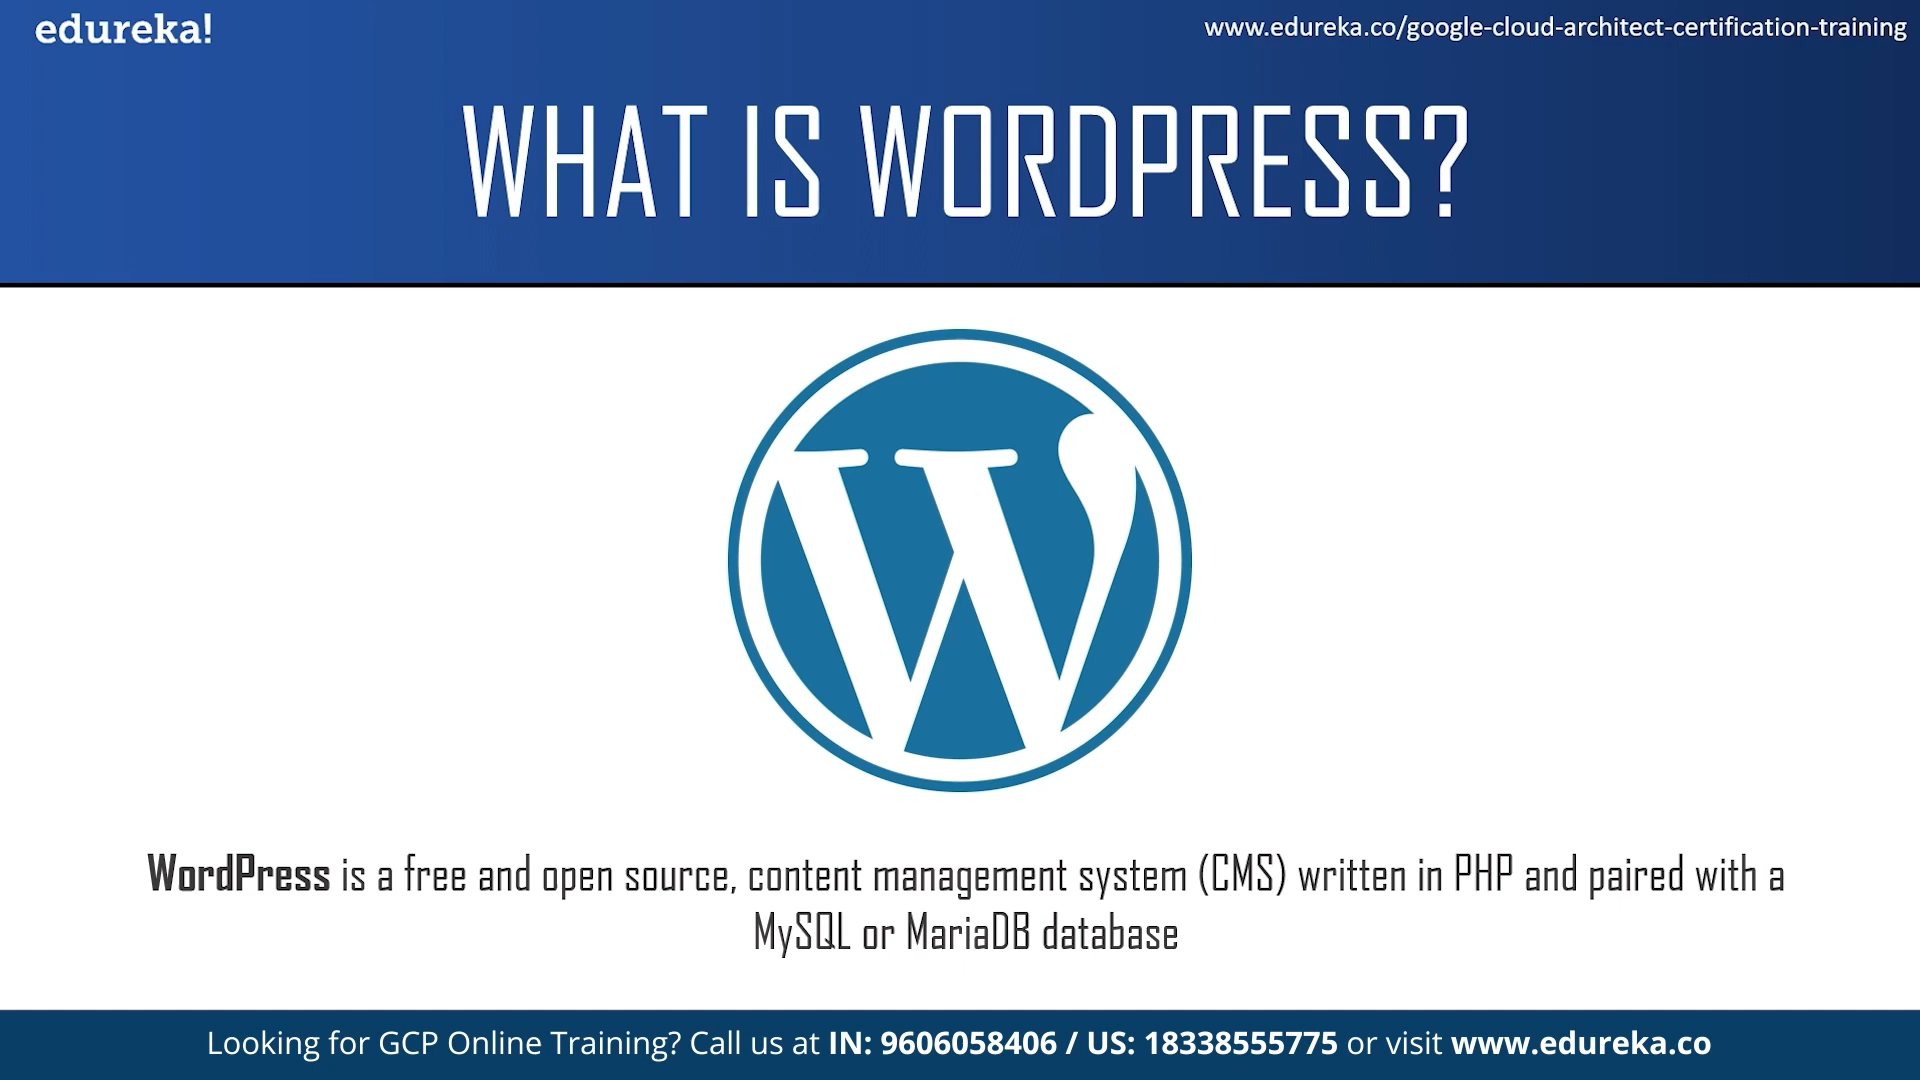 edureka!
www.edureka.co/google-cloud-architect-certification-training
WHAT IS WORDPRESS?
W
WordPress is a free and open source, content management system (CMS) written in PHP and paired with a
MySQL or MariaDB database
Looking for GCP Online Training? Call us at IN: 9606058406 / US: 18338555775 or visit www.edureka.co